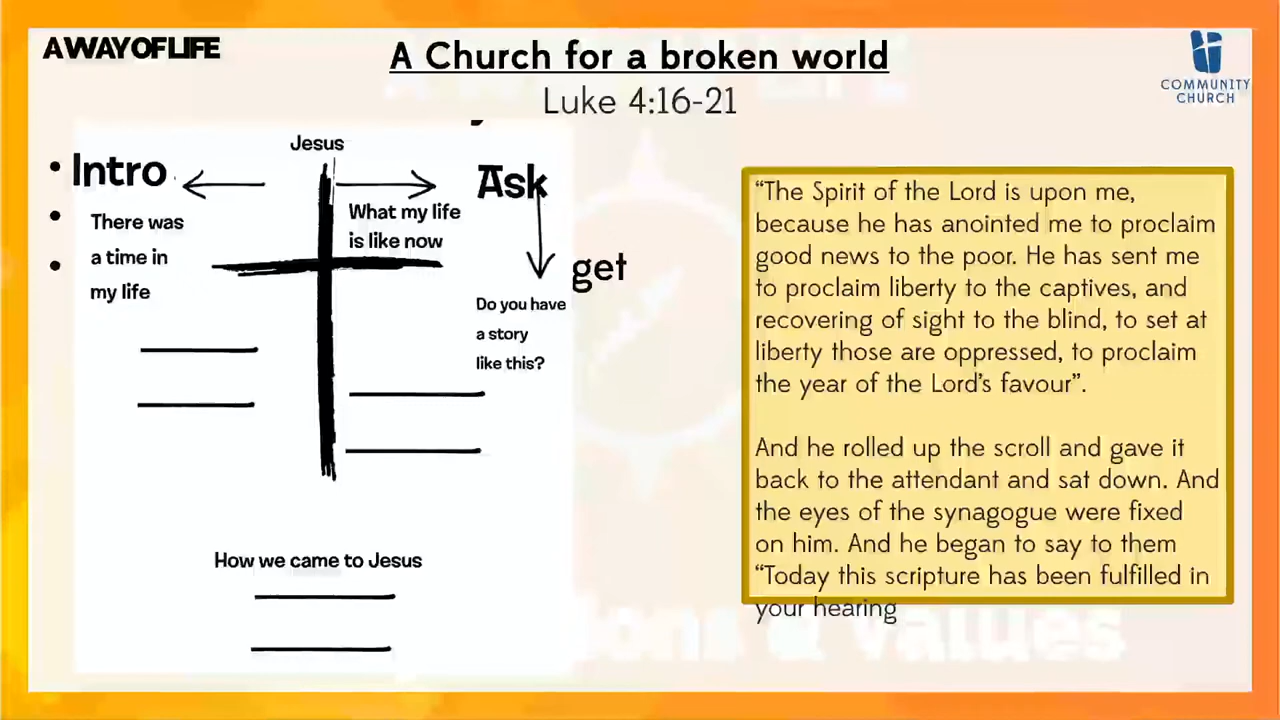 A WAY OF LIFE
A Church for a broken world
Luke 4:16-21
COMMUNITY
CHURCH
Jesus
• Intro
Ask
•
•
There was
a time in
my life
What my life
is like now
get
Do you have
a story
like this?
How we came to Jesus
“The Spirit of the Lord is upon me,
because he has anointed me to proclaim
good news to the poor. He has sent me
to proclaim liberty to the captives, and
recovering of sight to the blind, to set at
liberty those are oppressed, to proclaim
the year of the Lord’s favour”.
And he rolled up the scroll and gave it
back to the attendant and sat down. And
the eyes of the synagogue were fixed
on him. And he began to say to them
“Today this scripture has been fulfilled in
your hearing
& values